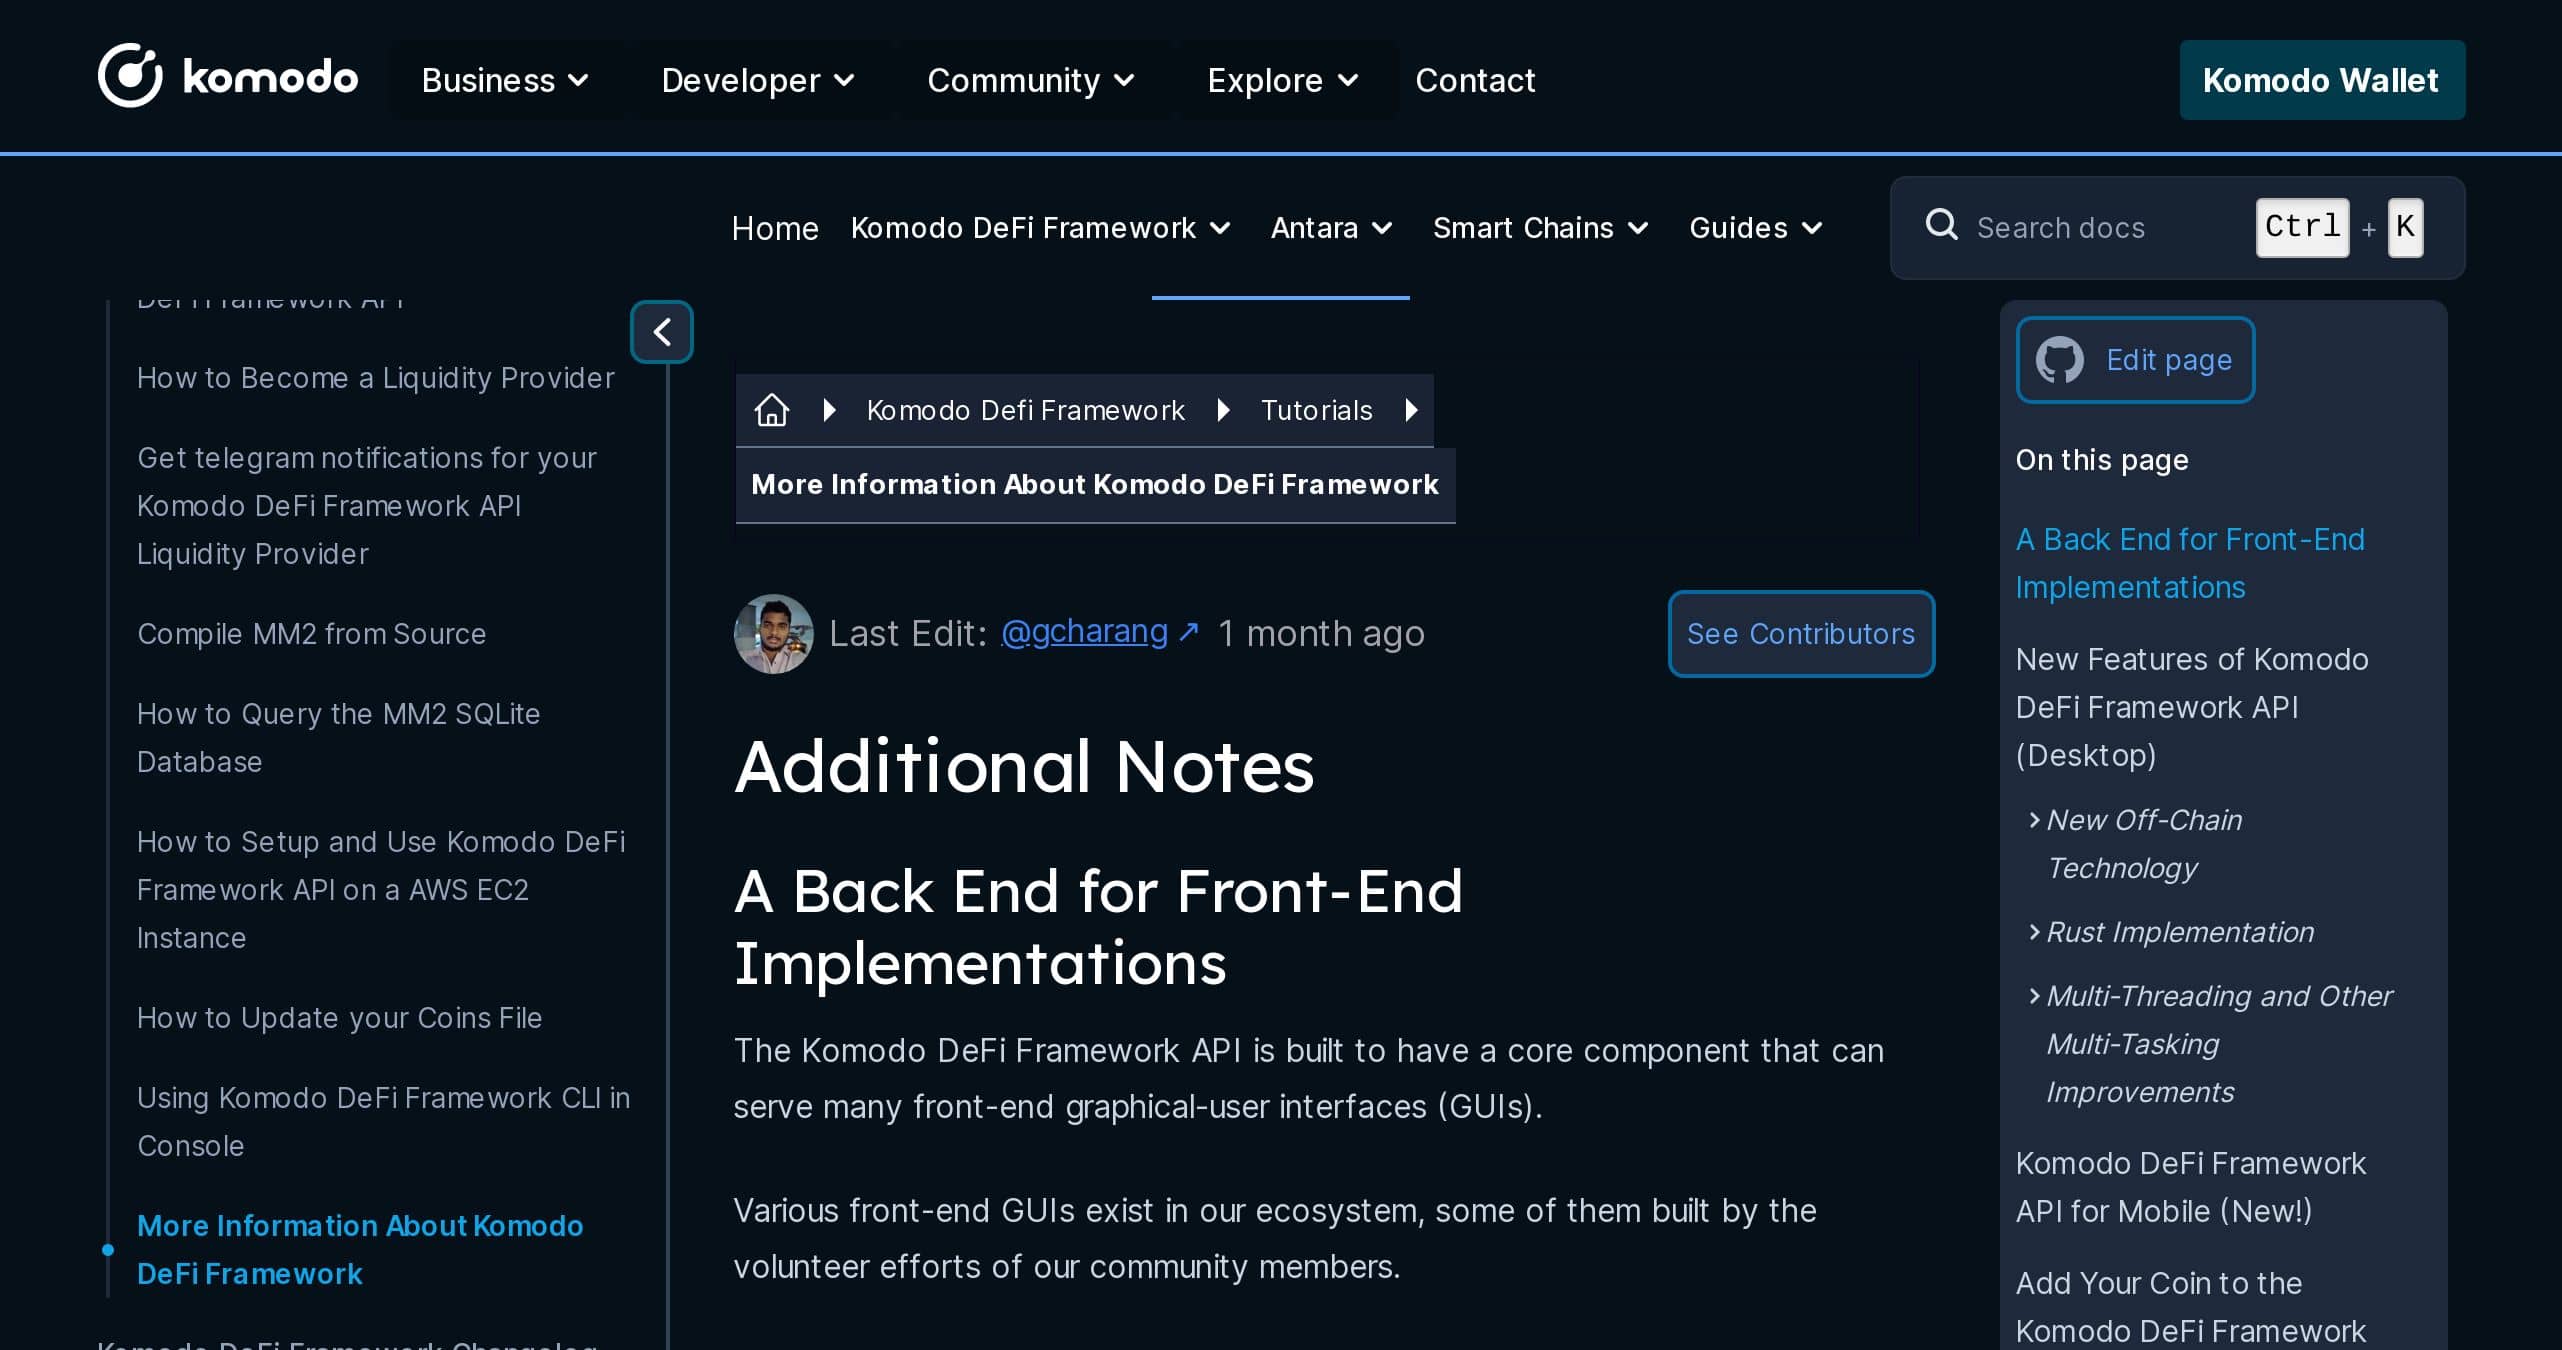 komodo
Business
Developer
Community
Explore
Contact
Komodo Wallet
Home
Komodo DeFi Framework
Antara
Smart Chains
Guides
Search docs
Ctrl + K
DeFi Framework API
How to Become a Liquidity Provider
Get telegram notifications for your
Komodo DeFi Framework API
Liquidity Provider
Compile MM2 from Source
How to Query the MM2 SQLite
Database
How to Setup and Use Komodo DeFi
Framework API on a AWS EC2
Instance
How to Update your Coins File
Using Komodo DeFi Framework CLI in
Console
More Information About Komodo
DeFi Framework
Komodo DeFi Framework Changelog
Komodo Defi Framework
Tutorials
More Information About Komodo DeFi Framework
Last Edit: @gcharang ↗ 1 month ago
See Contributors
Additional Notes
A Back End for Front-End
Implementations
The Komodo DeFi Framework API is built to have a core component that can
serve many front-end graphical-user interfaces (GUIs).
Various front-end GUIs exist in our ecosystem, some of them built by the
volunteer efforts of our community members.
Edit page
On this page
A Back End for Front-End
Implementations
New Features of Komodo
DeFi Framework API
(Desktop)
New Off-Chain
Technology
Rust Implementation
Multi-Threading and Other
Multi-Tasking
Improvements
Komodo DeFi Framework
API for Mobile (New!)
Add Your Coin to the
Komodo DeFi Framework